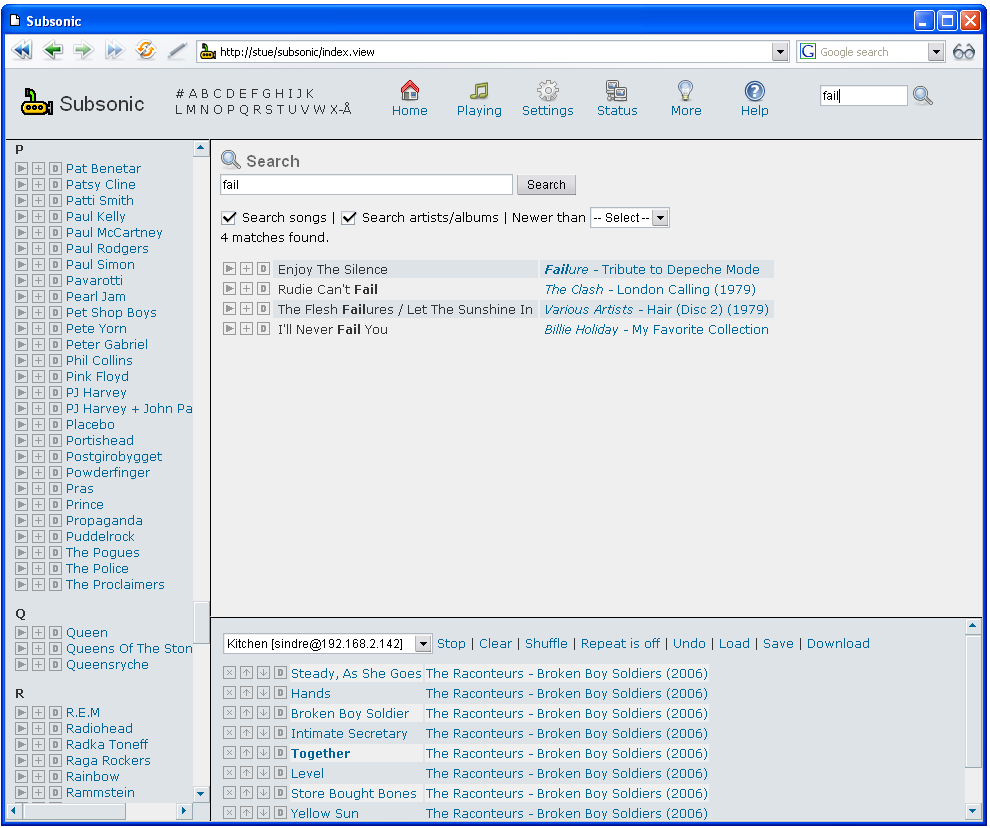 Subsonic
http://stue/subsonic/index.view
G Google search
Subsonic
# A B C D E F G H I J K
L M N O P Q R S T U V W X-Å
Home Playing Settings Status More Help
fail
P
Pat Benetar
Patsy Cline
Patti Smith
Paul Kelly
Paul McCartney
Paul Rodgers
Paul Simon
Pavarotti
Pearl Jam
Pet Shop Boys
Pete Yorn
Peter Gabriel
Phil Collins
Pink Floyd
PJ Harvey
PJ Harvey + John Pa
Placebo
Portishead
Postgirobygget
Powderfinger
Pras
Prince
Propaganda
Puddelrock
The Pogues
The Police
The Proclaimers
Q
Queen
Queens Of The Ston
Queensryche
R
R.E.M
Radiohead
Radka Toneff
Raga Rockers
Rainbow
Rammstein
Search
fail Search
Search songs | Search artists/albums | Newer than -- Select --
4 matches found.
D Enjoy The Silence Failure - Tribute to Depeche Mode
D Rudie Can't Fail The Clash - London Calling (1979)
D The Flesh Failures / Let The Sunshine In Various Artists - Hair (Disc 2) (1979)
D I'll Never Fail You Billie Holiday - My Favorite Collection
Kitchen [sindre@192.168.2.142] Stop | Clear | Shuffle | Repeat is off | Undo | Load | Save | Download
D Steady, As She Goes The Raconteurs - Broken Boy Soldiers (2006)
D Hands The Raconteurs - Broken Boy Soldiers (2006)
D Broken Boy Soldier The Raconteurs - Broken Boy Soldiers (2006)
D Intimate Secretary The Raconteurs - Broken Boy Soldiers (2006)
D Together The Raconteurs - Broken Boy Soldiers (2006)
D Level The Raconteurs - Broken Boy Soldiers (2006)
D Store Bought Bones The Raconteurs - Broken Boy Soldiers (2006)
D Yellow Sun The Raconteurs - Broken Boy Soldiers (2006)